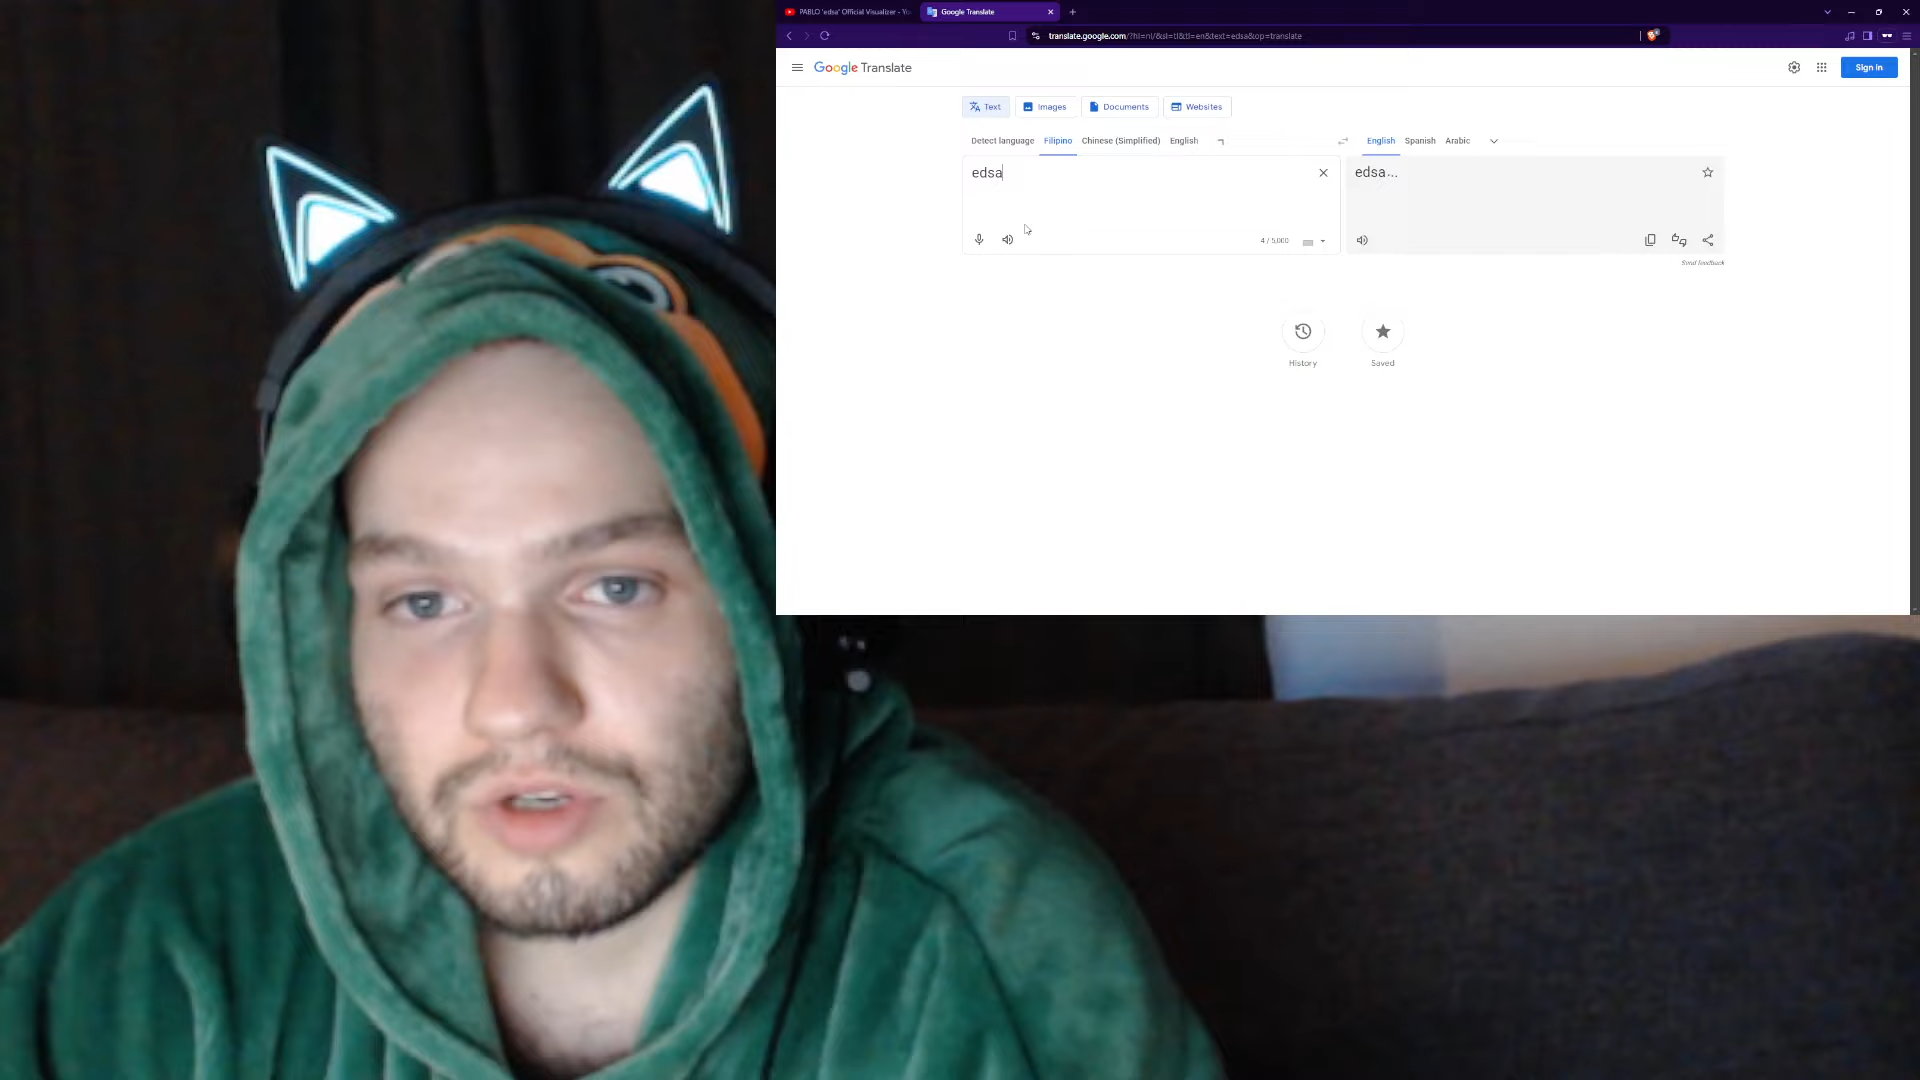 PABLO 'edsa' Official Visualizer - Yo
Google Translate
translate.google.com/?hl=nl/&sl=tl&tl=en&text=edsa&op=translate
Google Translate
Sign in
Text
Images
Documents
Websites
Detect language
Filipino
Chinese (Simplified)
English
English
Spanish
Arabic
edsa
edsa...
4 / 5,000
Send feedback
History
Saved